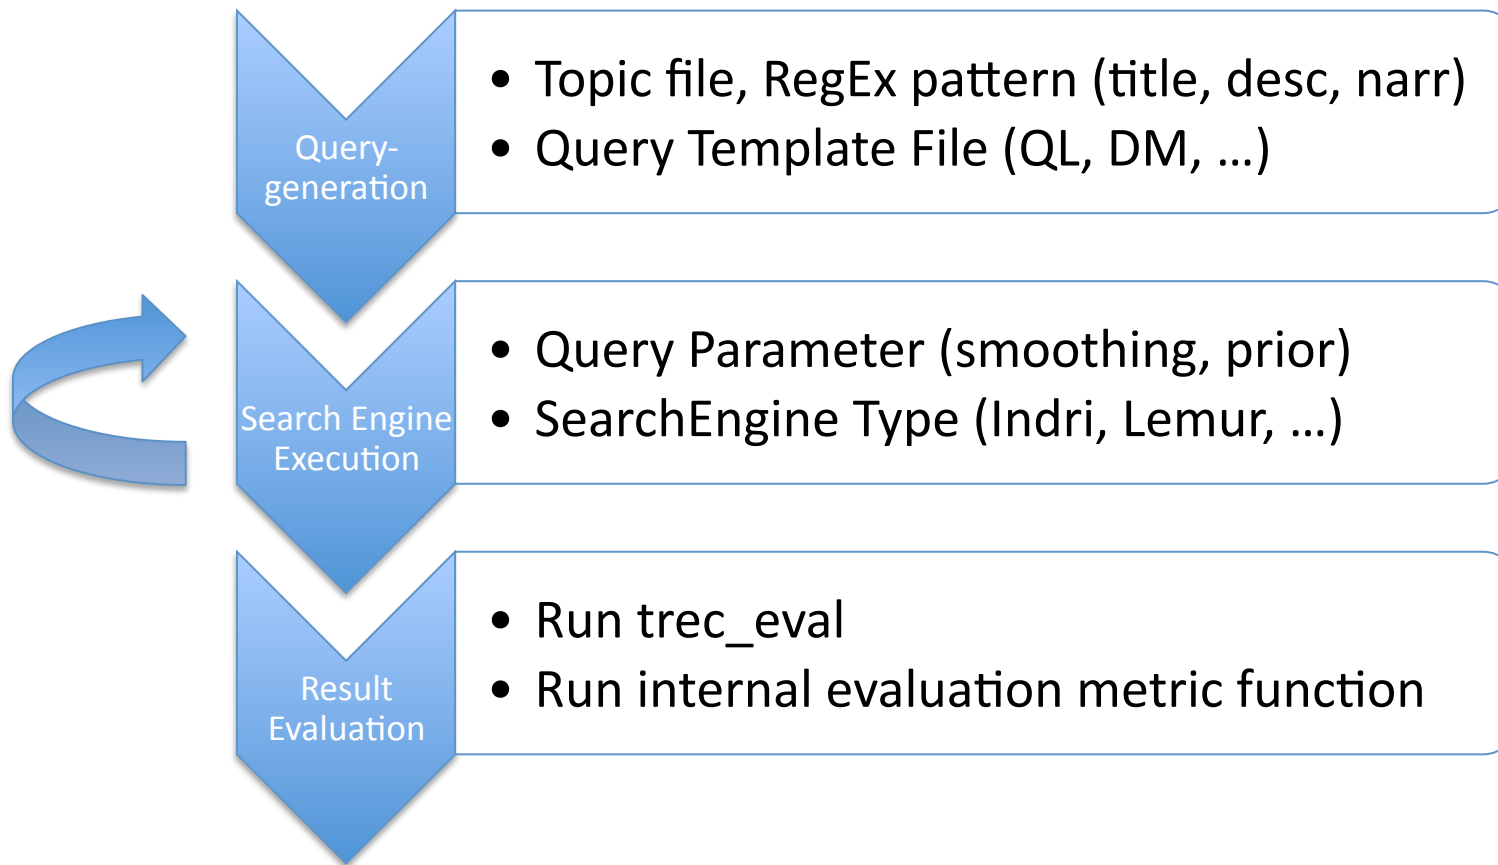 Query-
generation
• Topic file, RegEx pattern (title, desc, narr)
• Query Template File (QL, DM, …)
Search Engine
Execution
• Query Parameter (smoothing, prior)
• SearchEngine Type (Indri, Lemur, …)
Result
Evaluation
• Run trec_eval
• Run internal evaluation metric function